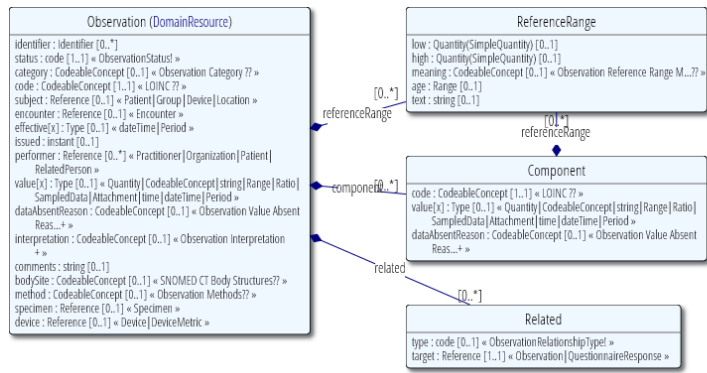 Observation (DomainResource)
identifier : Identifier [0..*]
status : code [1..1] « ObservationStatus! »
category : CodeableConcept [0..1] « Observation Category ?? »
code : CodeableConcept [1..1] « LOINC ?? »
subject : Reference [0..1] « Patient|Group|Device|Location »
encounter : Reference [0..1] « Encounter »
effective[x] : Type [0..1] « dateTime|Period »
issued : instant [0..1]
performer : Reference [0..*] « Practitioner|Organization|Patient|
RelatedPerson »
value[x] : Type [0..1] « Quantity|CodeableConcept|string|Range|Ratio|
SampledData|Attachment|time|dateTime|Period »
dataAbsentReason : CodeableConcept [0..1] « Observation Value Absent
Reas...+ »
interpretation : CodeableConcept [0..1] « Observation Interpretation
+ »
comments : string [0..1]
bodySite : CodeableConcept [0..1] « SNOMED CT Body Structures?? »
method : CodeableConcept [0..1] « Observation Methods?? »
specimen : Reference [0..1] « Specimen »
device : Reference [0..1] « Device|DeviceMetric »
ReferenceRange
low : Quantity(SimpleQuantity) [0..1]
high : Quantity(SimpleQuantity) [0..1]
meaning : CodeableConcept [0..1] « Observation Reference Range M...?? »
age : Range [0..1]
text : string [0..1]
[0..*]
referenceRange
[0..*]
referenceRange
Component
code : CodeableConcept [1..1] « LOINC ?? »
value[x] : Type [0..1] « Quantity|CodeableConcept|string|Range|Ratio|
SampledData|Attachment|time|dateTime|Period »
dataAbsentReason : CodeableConcept [0..1] « Observation Value Absent
Reas...+ »
component
[0..*]
related
[0..*]
Related
type : code [0..1] « ObservationRelationshipType! »
target : Reference [1..1] « Observation|QuestionnaireResponse »